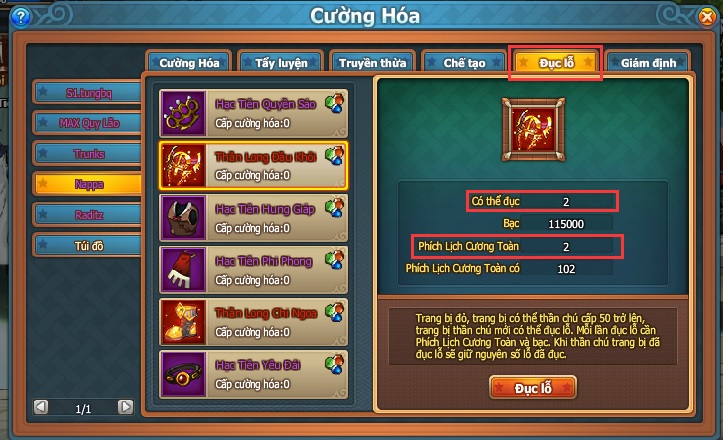 Cường Hóa
Cường Hóa
Tẩy luyện
Truyền thừa
Chế tạo
Đục lỗ
Giám định
S1.tungbq
MAX Quy Lão
Trunks
Nappa
Raditz
Túi đồ
1/1
Hạc Tiên Quyền Sáo
Cấp cường hóa:0
Thần Long Đầu Khôi
Cấp cường hóa:0
Hạc Tiên Hung Giáp
Cấp cường hóa:0
Hạc Tiên Phi Phong
Cấp cường hóa:0
Thần Long Chi Ngoa
Cấp cường hóa:0
Hạc Tiên Yêu Đái
Cấp cường hóa:0
Có thể đục 2
Bạc 115000
Phích Lịch Cương Toàn 2
Phích Lịch Cương Toàn có 102
Trang bị đỏ, trang bị có thể thần chú cấp 50 trở lên,
trang bị thần chú mới có thể đục lỗ. Mỗi lần đục lỗ cần
Phích Lịch Cương Toàn và bạc. Khi thần chú trang bị đã
đục lỗ sẽ giữ nguyên số lỗ đã đục.
Đục lỗ